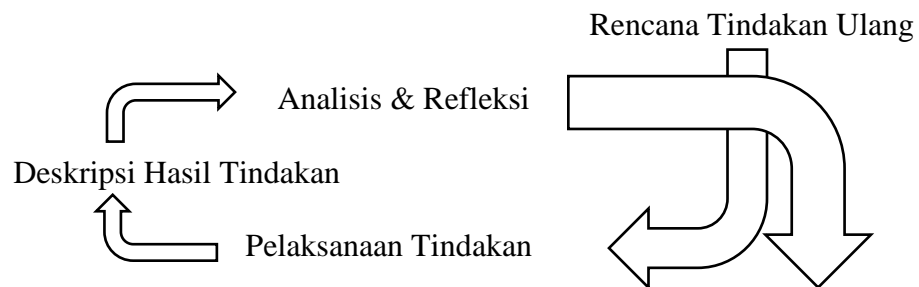 Rencana Tindakan Ulang
Analisis & Refleksi
Deskripsi Hasil Tindakan
Pelaksanaan Tindakan